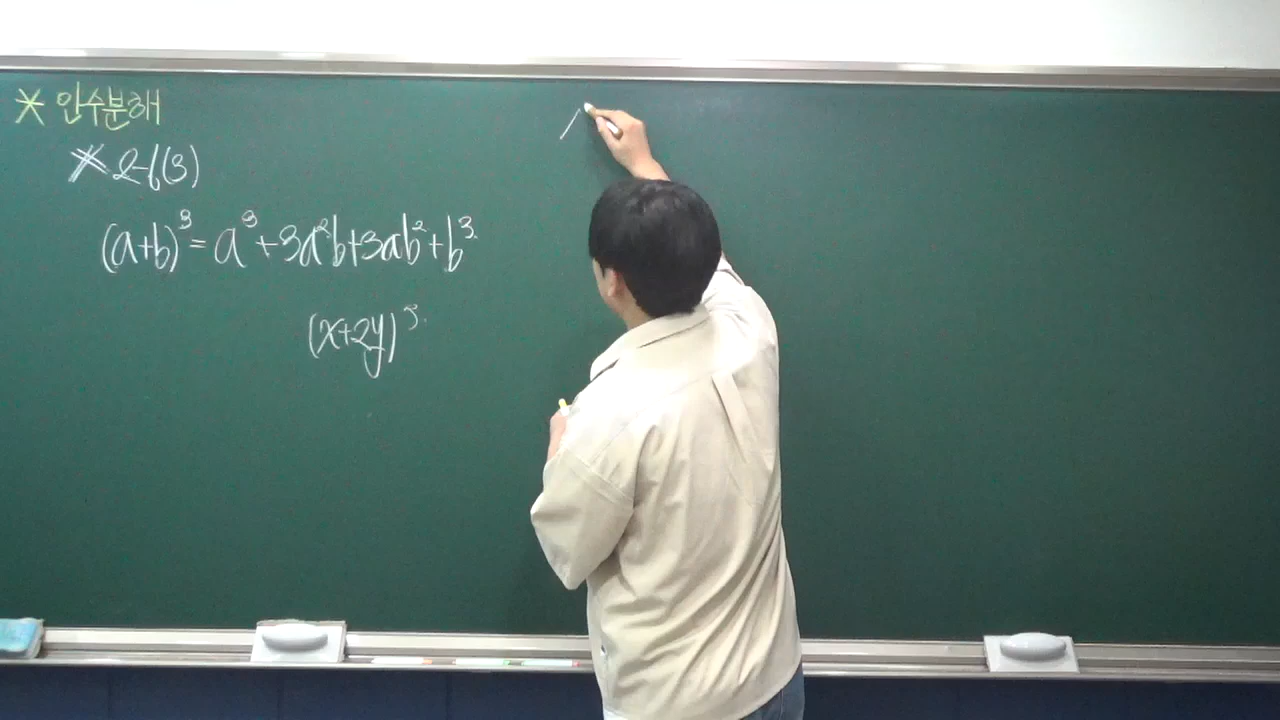 * 인수분해
* 2-6(3)
(a+b)³=a³+3a²b+3ab²+b³.
(x+2y)³.